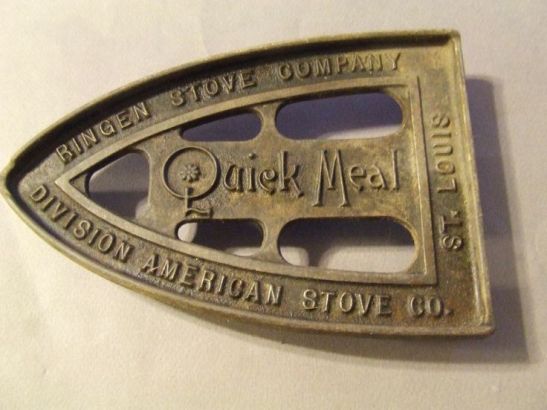 RINGEN STOVE COMPANY
Quick Meal
DIVISION AMERICAN STOVE CO.
ST. LOUIS